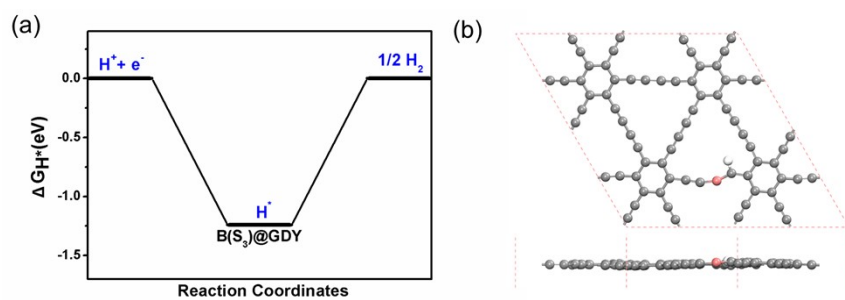 (a)
H⁺+ e⁻
1/2 H₂
0.0
-0.5
-1.0
-1.5
ΔG_H*(eV)
H*
B(S₃)@GDY
Reaction Coordinates
(b)